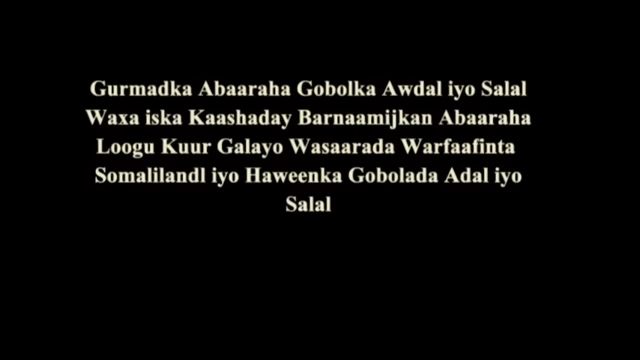 Gurmadka Abaaraha Gobolka Awdal iyo Salal
Waxa iska Kaashaday Barnaamijkan Abaaraha
Loogu Kuur Galayo Wasaarada Warfaafinta
Somalilandl iyo Haweenka Gobolada Adal iyo
Salal